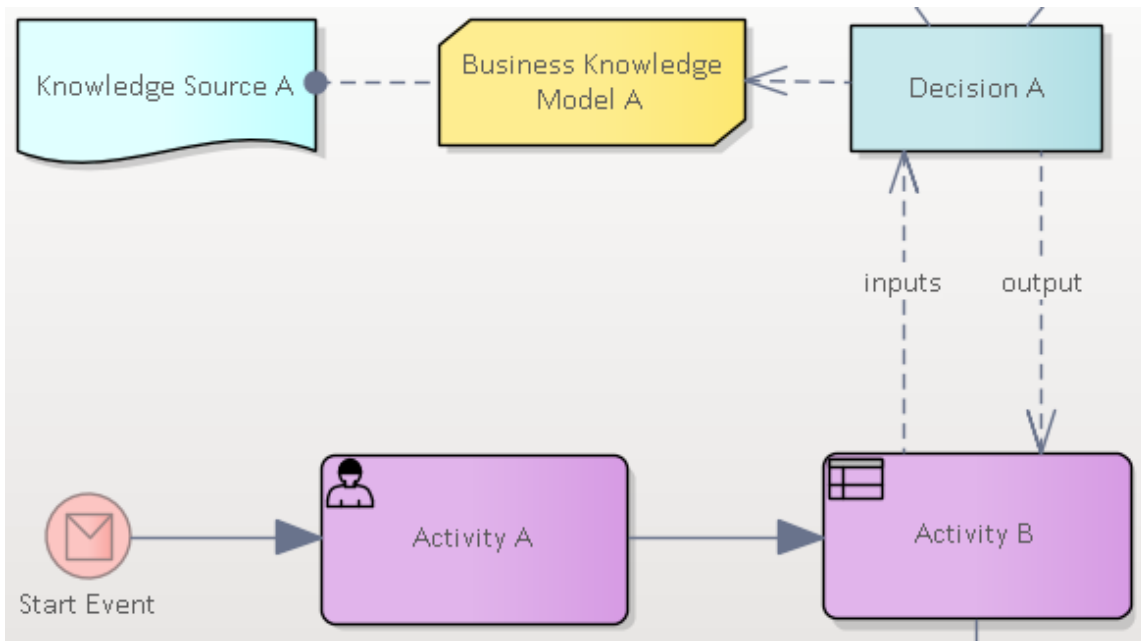 Knowledge Source A
Business Knowledge
Model A
Decision A
inputs
output
Activity A
Activity B
Start Event